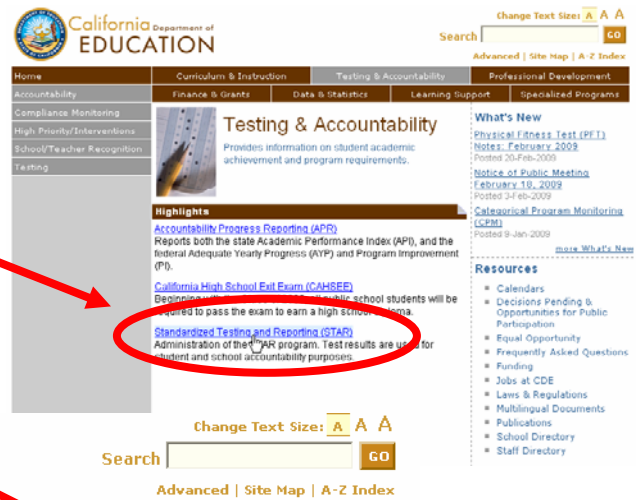 California Department of
EDUCATION
Change Text Size: A A A
Search GO
Advanced | Site Map | A-Z Index
Home
Curriculum & Instruction
Testing & Accountability
Professional Development
Finance & Grants
Data & Statistics
Learning Support
Specialized Programs
Accountability
Compliance Monitoring
High Priority/Interventions
School/Teacher Recognition
Testing
Testing & Accountability
Provides information on student academic
achievement and program requirements.
Highlights
Accountability Progress Reporting (APR)
Reports both the state Academic Performance Index (API), and the
federal Adequate Yearly Progress (AYP) and Program Improvement
(PI).
California High School Exit Exam (CAHSEE)
Beginning with public school students will be
required to pass the exam to earn a high school diploma.
Standardized Testing and Reporting (STAR)
Administration of the STAR program. Test results are used for
student and school accountability purposes.
What's New
Physical Fitness Test (PFT)
Notes: February 2009
Posted 20-Feb-2009
Notice of Public Meeting
February 10, 2009
Posted 3-Feb-2009
Categorical Program Monitoring
(CPM)
Posted 9-Jan-2009
more What's New
Resources
Calendars
Decisions Pending &
Opportunities for Public
Participation
Equal Opportunity
Frequently Asked Questions
Funding
Jobs at CDE
Laws & Regulations
Multilingual Documents
Publications
School Directory
Staff Directory
Change Text Size: A A A
Search GO
Advanced | Site Map | A-Z Index